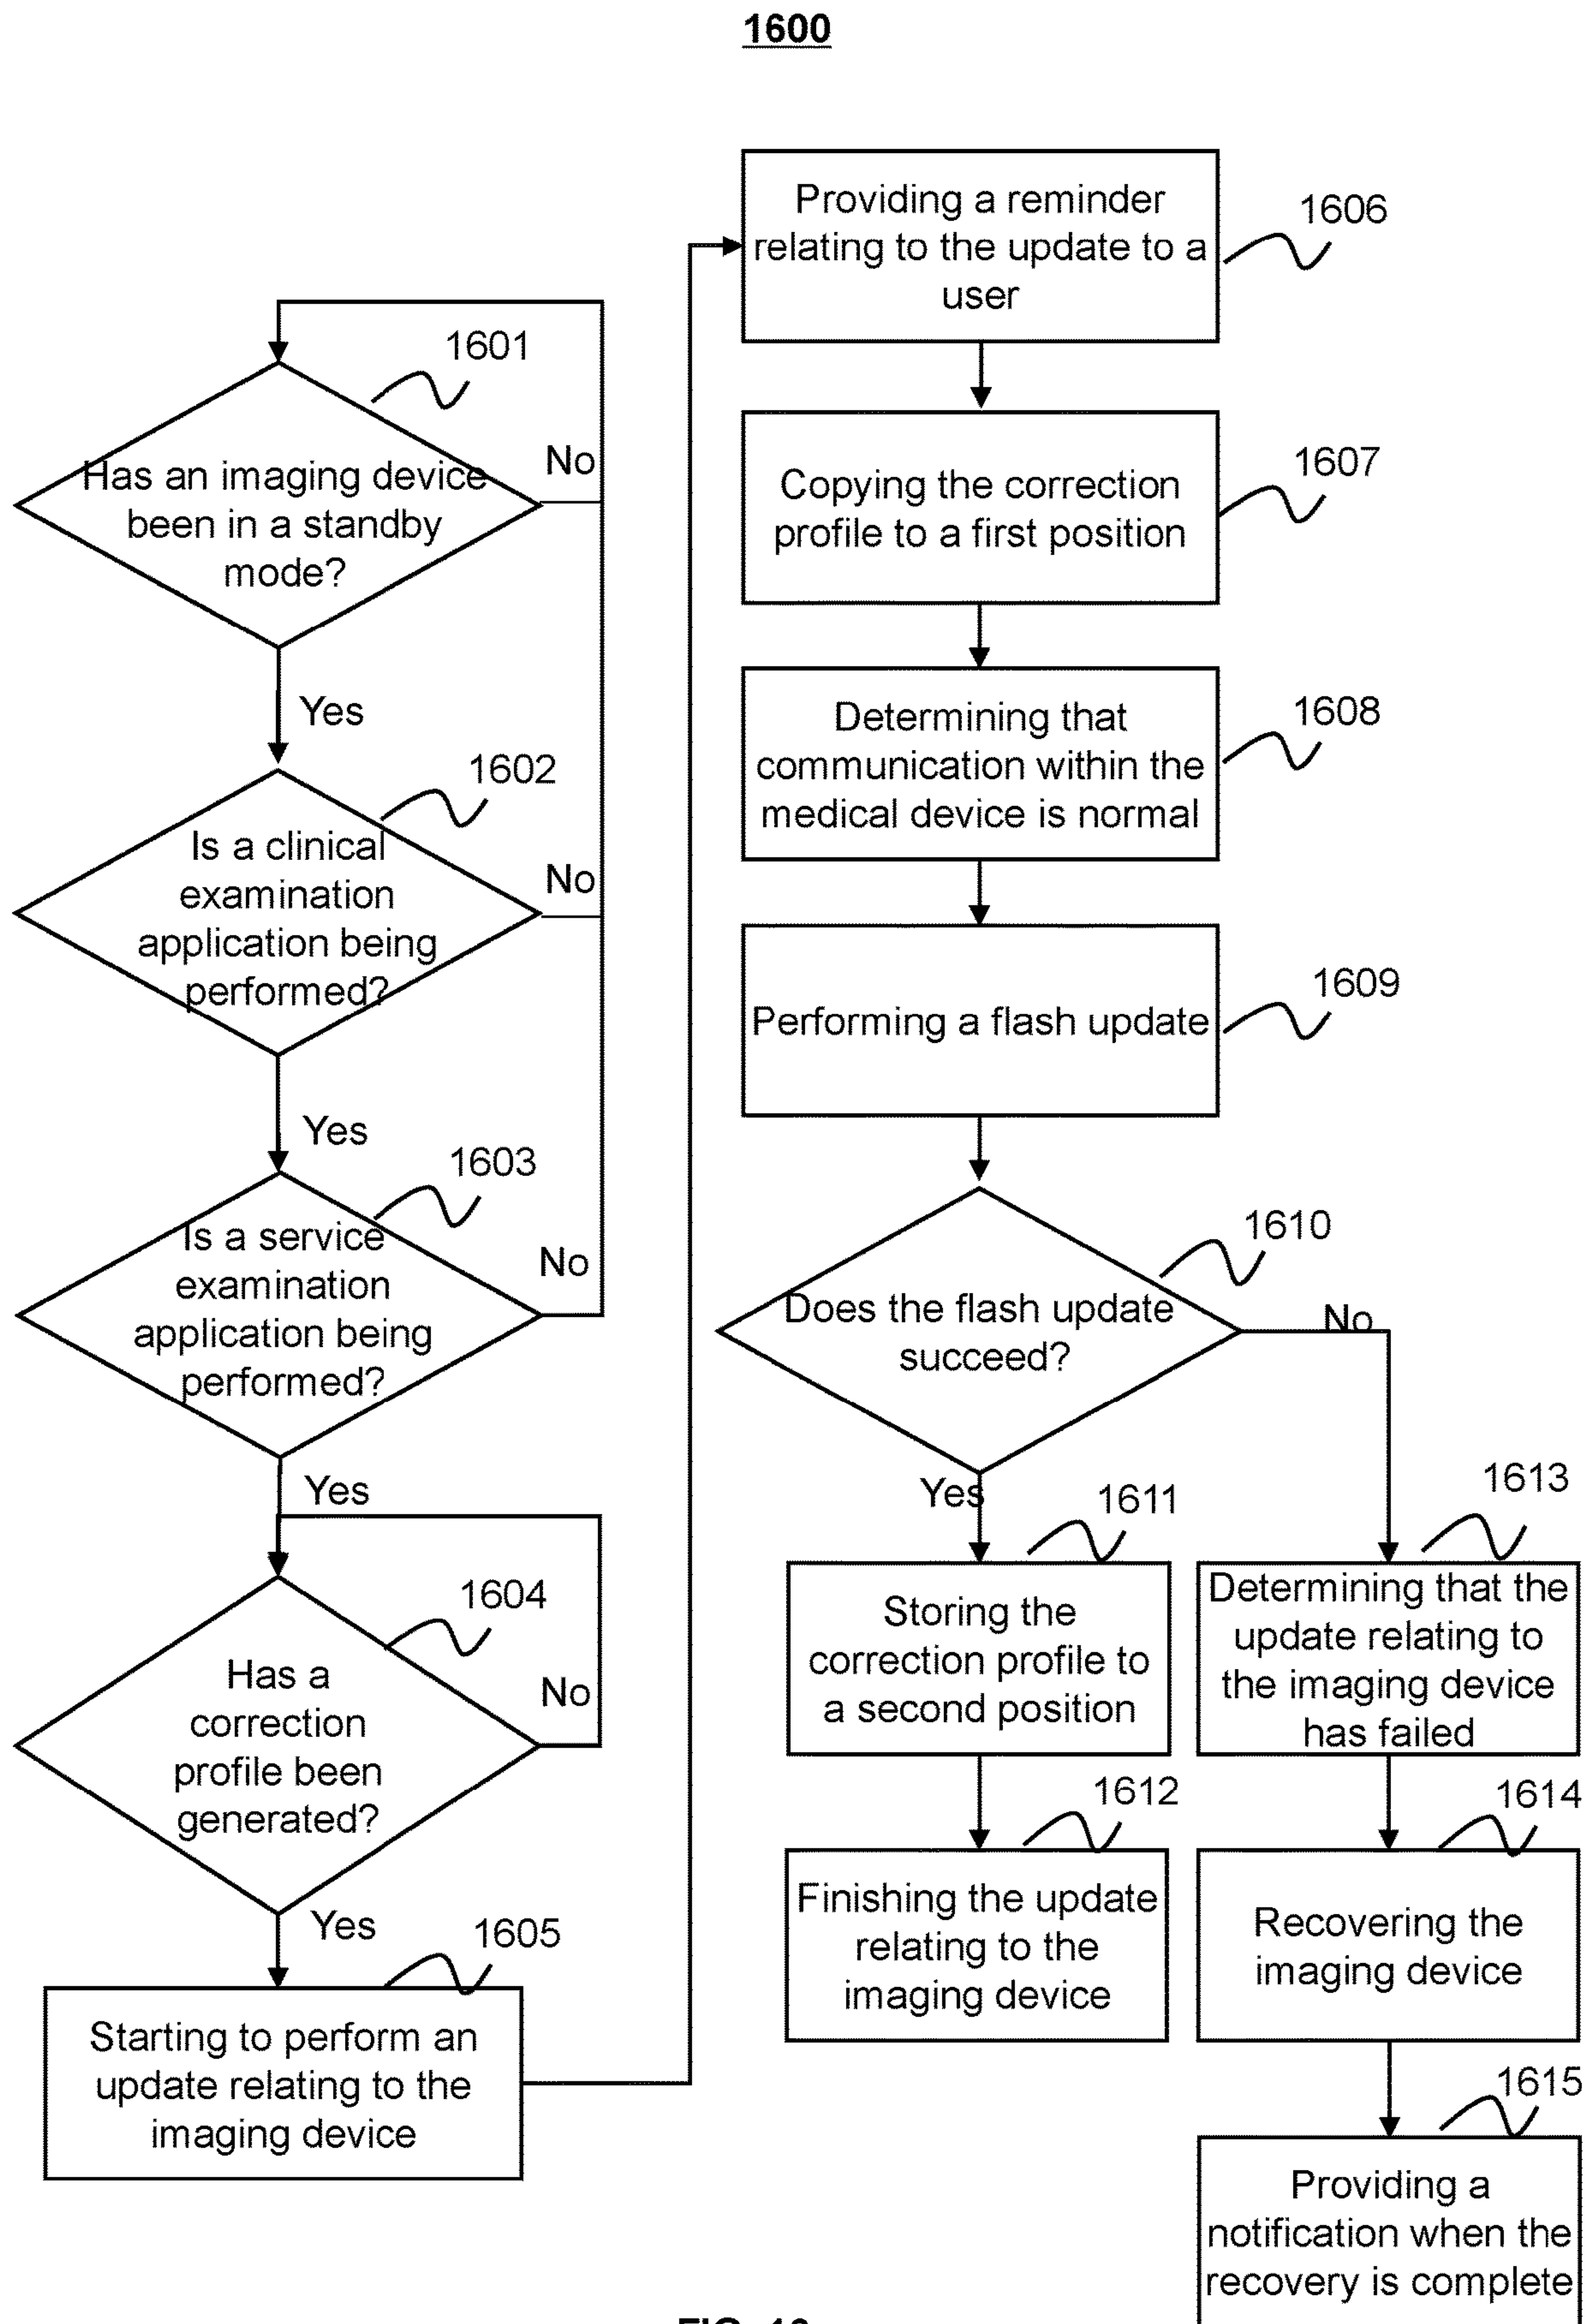 1600
1601
Has an imaging device
been in a standby
mode?
No
Yes
1602
Is a clinical
examination
application being
performed?
No
Yes
1603
Is a service
examination
application being
performed?
No
Yes
1604
Has a
correction
profile been
generated?
No
Yes
1605
Starting to perform an
update relating to the
imaging device
Providing a reminder
relating to the update to a
user
1606
Copying the correction
profile to a first position
1607
Determining that
communication within the
medical device is normal
1608
Performing a flash update
1609
1610
Does the flash update
succeed?
No
Yes
1611
Storing the
correction profile to
a second position
1612
Finishing the update
relating to the
imaging device
1613
Determining that the
update relating to
the imaging device
has failed
1614
Recovering the
imaging device
1615
Providing a
notification when the
recovery is complete